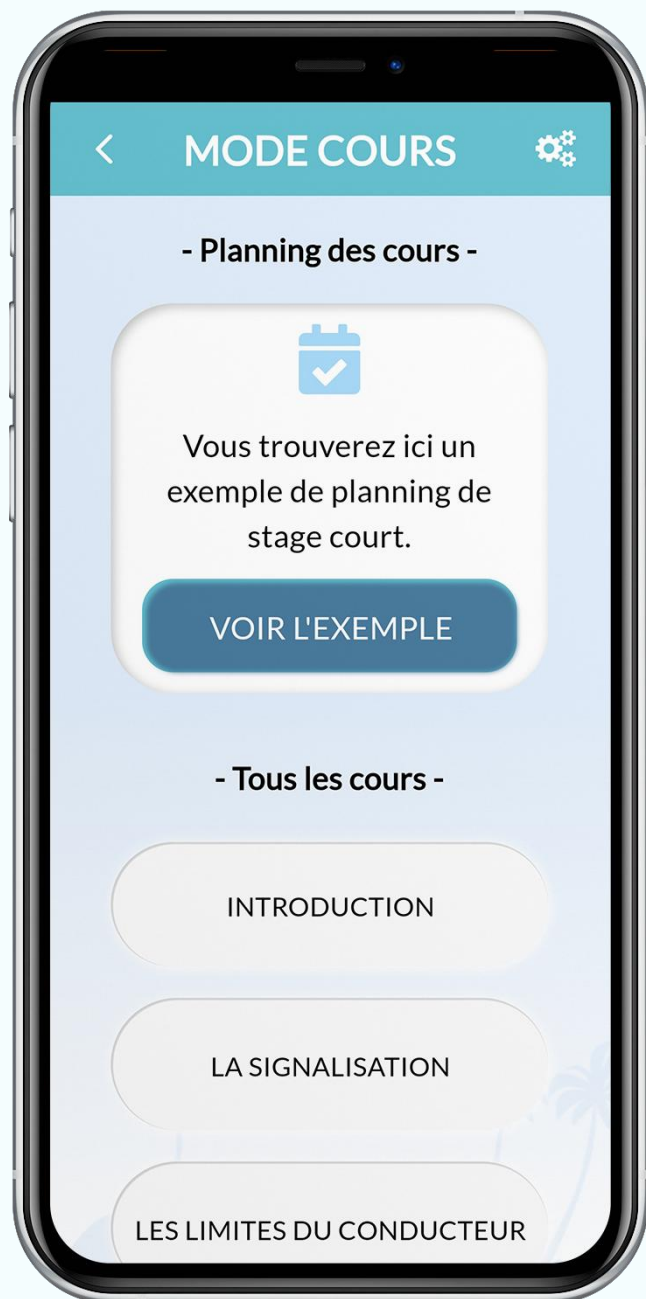 MODE COURS
- Planning des cours -
Vous trouverez ici un
exemple de planning de
stage court.
VOIR L'EXEMPLE
- Tous les cours -
INTRODUCTION
LA SIGNALISATION
LES LIMITES DU CONDUCTEUR